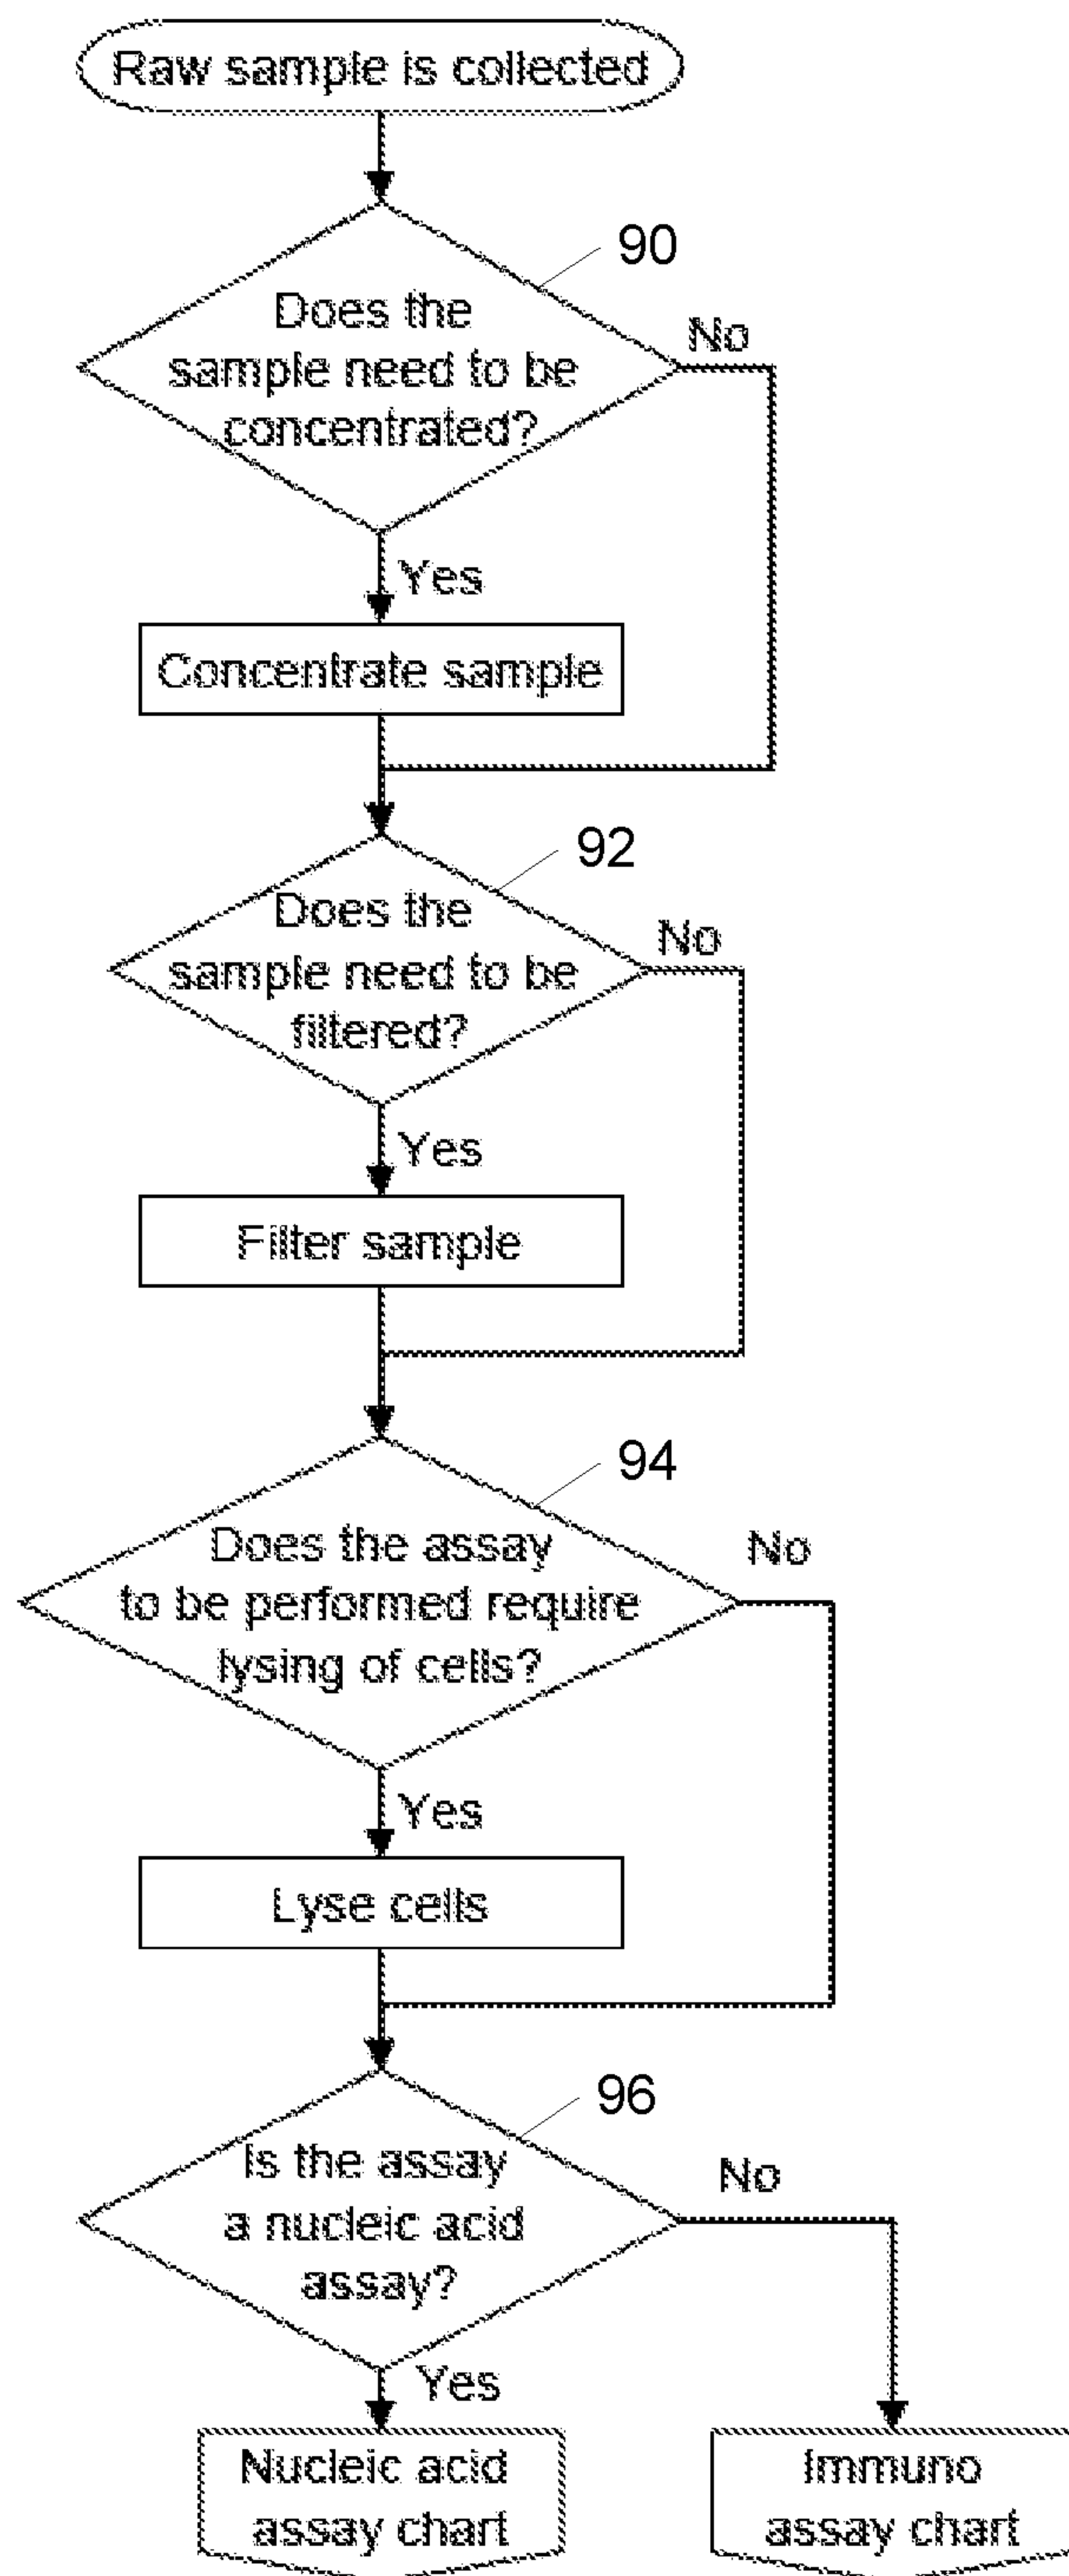 Raw sample is collected
90
Does the
sample need to be
concentrated?
No
Yes
Concentrate sample
92
Does the
sample need to be
filtered?
No
Yes
Filter sample
94
Does the assay
to be performed require
lysing of cells?
No
Yes
Lyse cells
96
Is the assay
a nucleic acid
assay?
No
Yes
Nucleic acid
assay chart
Immuno
assay chart